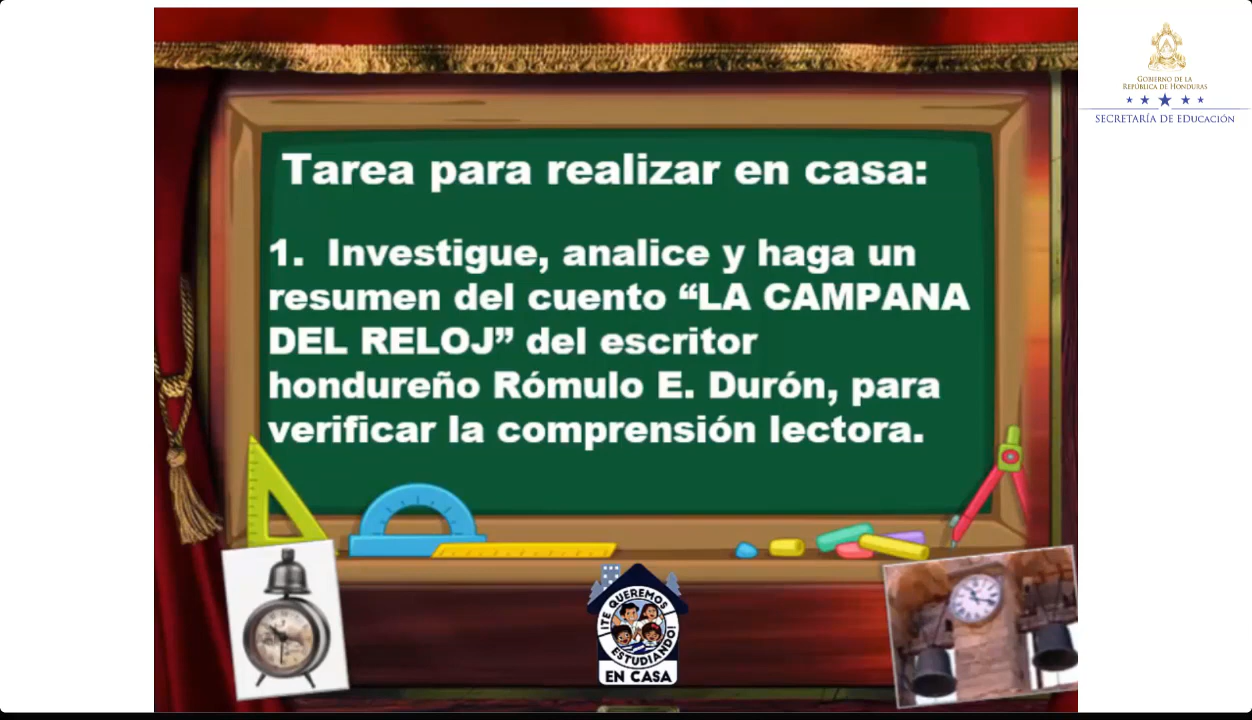 GOBIERNO DE LA
REPÚBLICA DE HONDURAS
SECRETARÍA DE EDUCACIÓN
Tarea para realizar en casa:
1. Investigue, analice y haga un
resumen del cuento “LA CAMPANA
DEL RELOJ” del escritor
hondureño Rómulo E. Durón, para
verificar la comprensión lectora.
¡TE QUEREMOS
ESTUDIANDO!
EN CASA